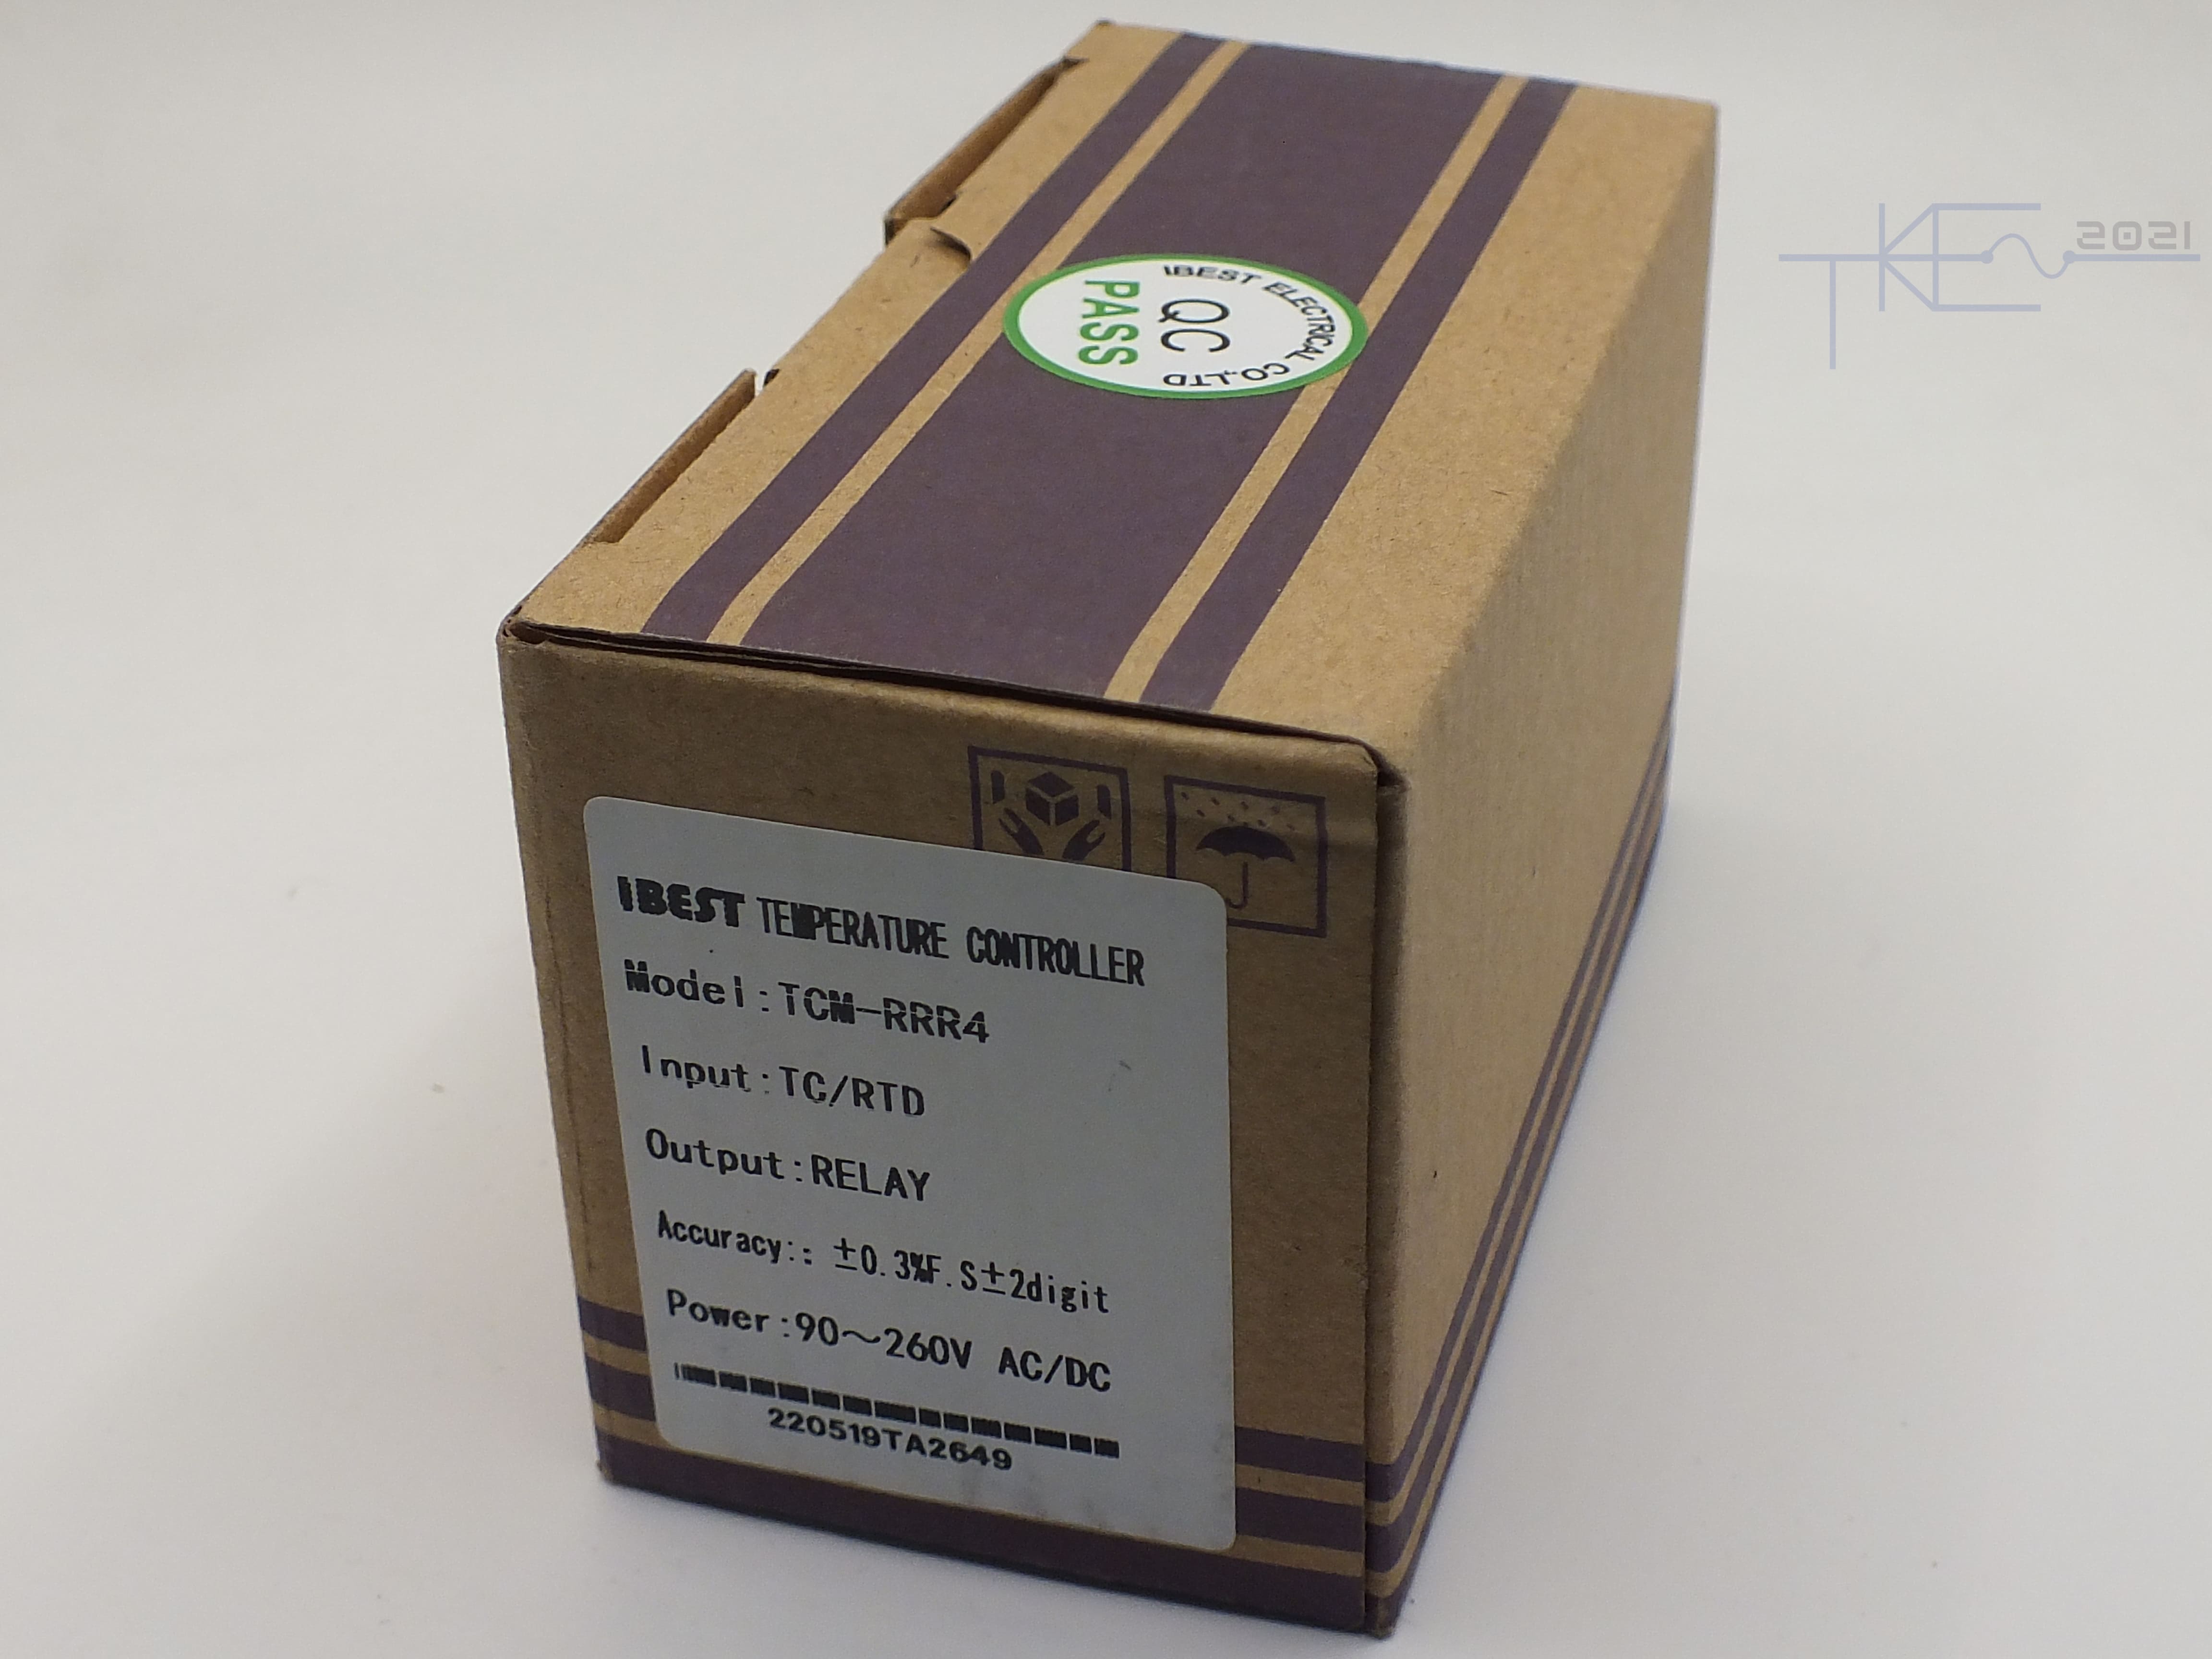 IBEST ELECTRICAL CO.,LTD
QC
PASS
TKE 2021
IBEST TEMPERATURE CONTROLLER
Model:TCM-RRR4
Input:TC/RTD
Output:RELAY
Accuracy:: ±0.3%F.S±2digit
Power:90~260V AC/DC
220519TA2649